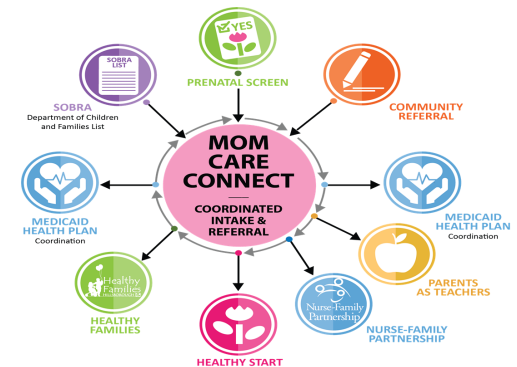 YES
PRENATAL SCREEN
SOBRA
LIST
SOBRA
Department of Children
and Families List
COMMUNITY
REFERRAL
MOM
CARE
CONNECT
COORDINATED
INTAKE &
REFERRAL
MEDICAID
HEALTH PLAN
Coordination
MEDICAID
HEALTH PLAN
Coordination
PARENTS
AS TEACHERS
Healthy
Families
HEALTHY
FAMILIES
HEALTHY START
Nurse-Family
Partnership
NURSE-FAMILY
PARTNERSHIP